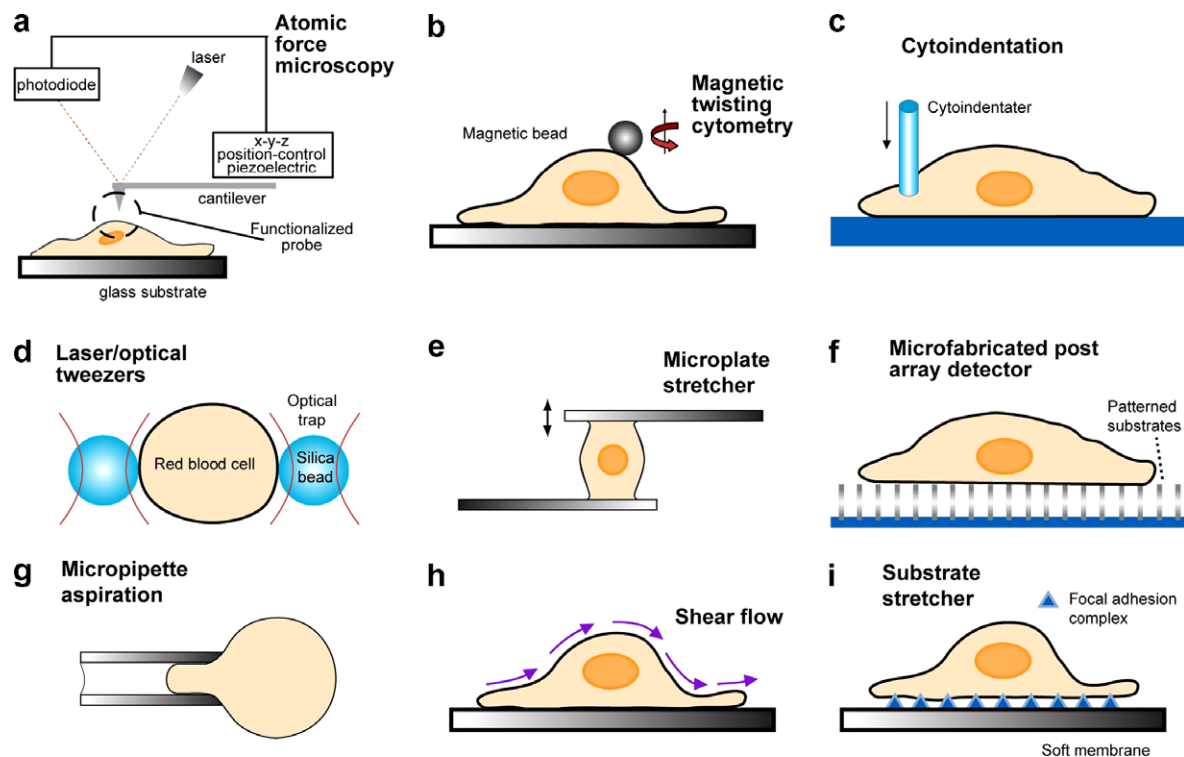 a
Atomic
force
microscopy
laser
photodiode
x-y-z
position-control
piezoelectric
cantilever
Functionalized
probe
glass substrate
b
Magnetic
twisting
cytometry
Magnetic bead
c
Cytoindentation
Cytoindentater
d
Laser/optical
tweezers
Optical
trap
Red blood cell
Silica
bead
e
Microplate
stretcher
f
Microfabricated post
array detector
Patterned
substrates
g
Micropipette
aspiration
h
Shear flow
i
Substrate
stretcher
Focal adhesion
complex
Soft membrane